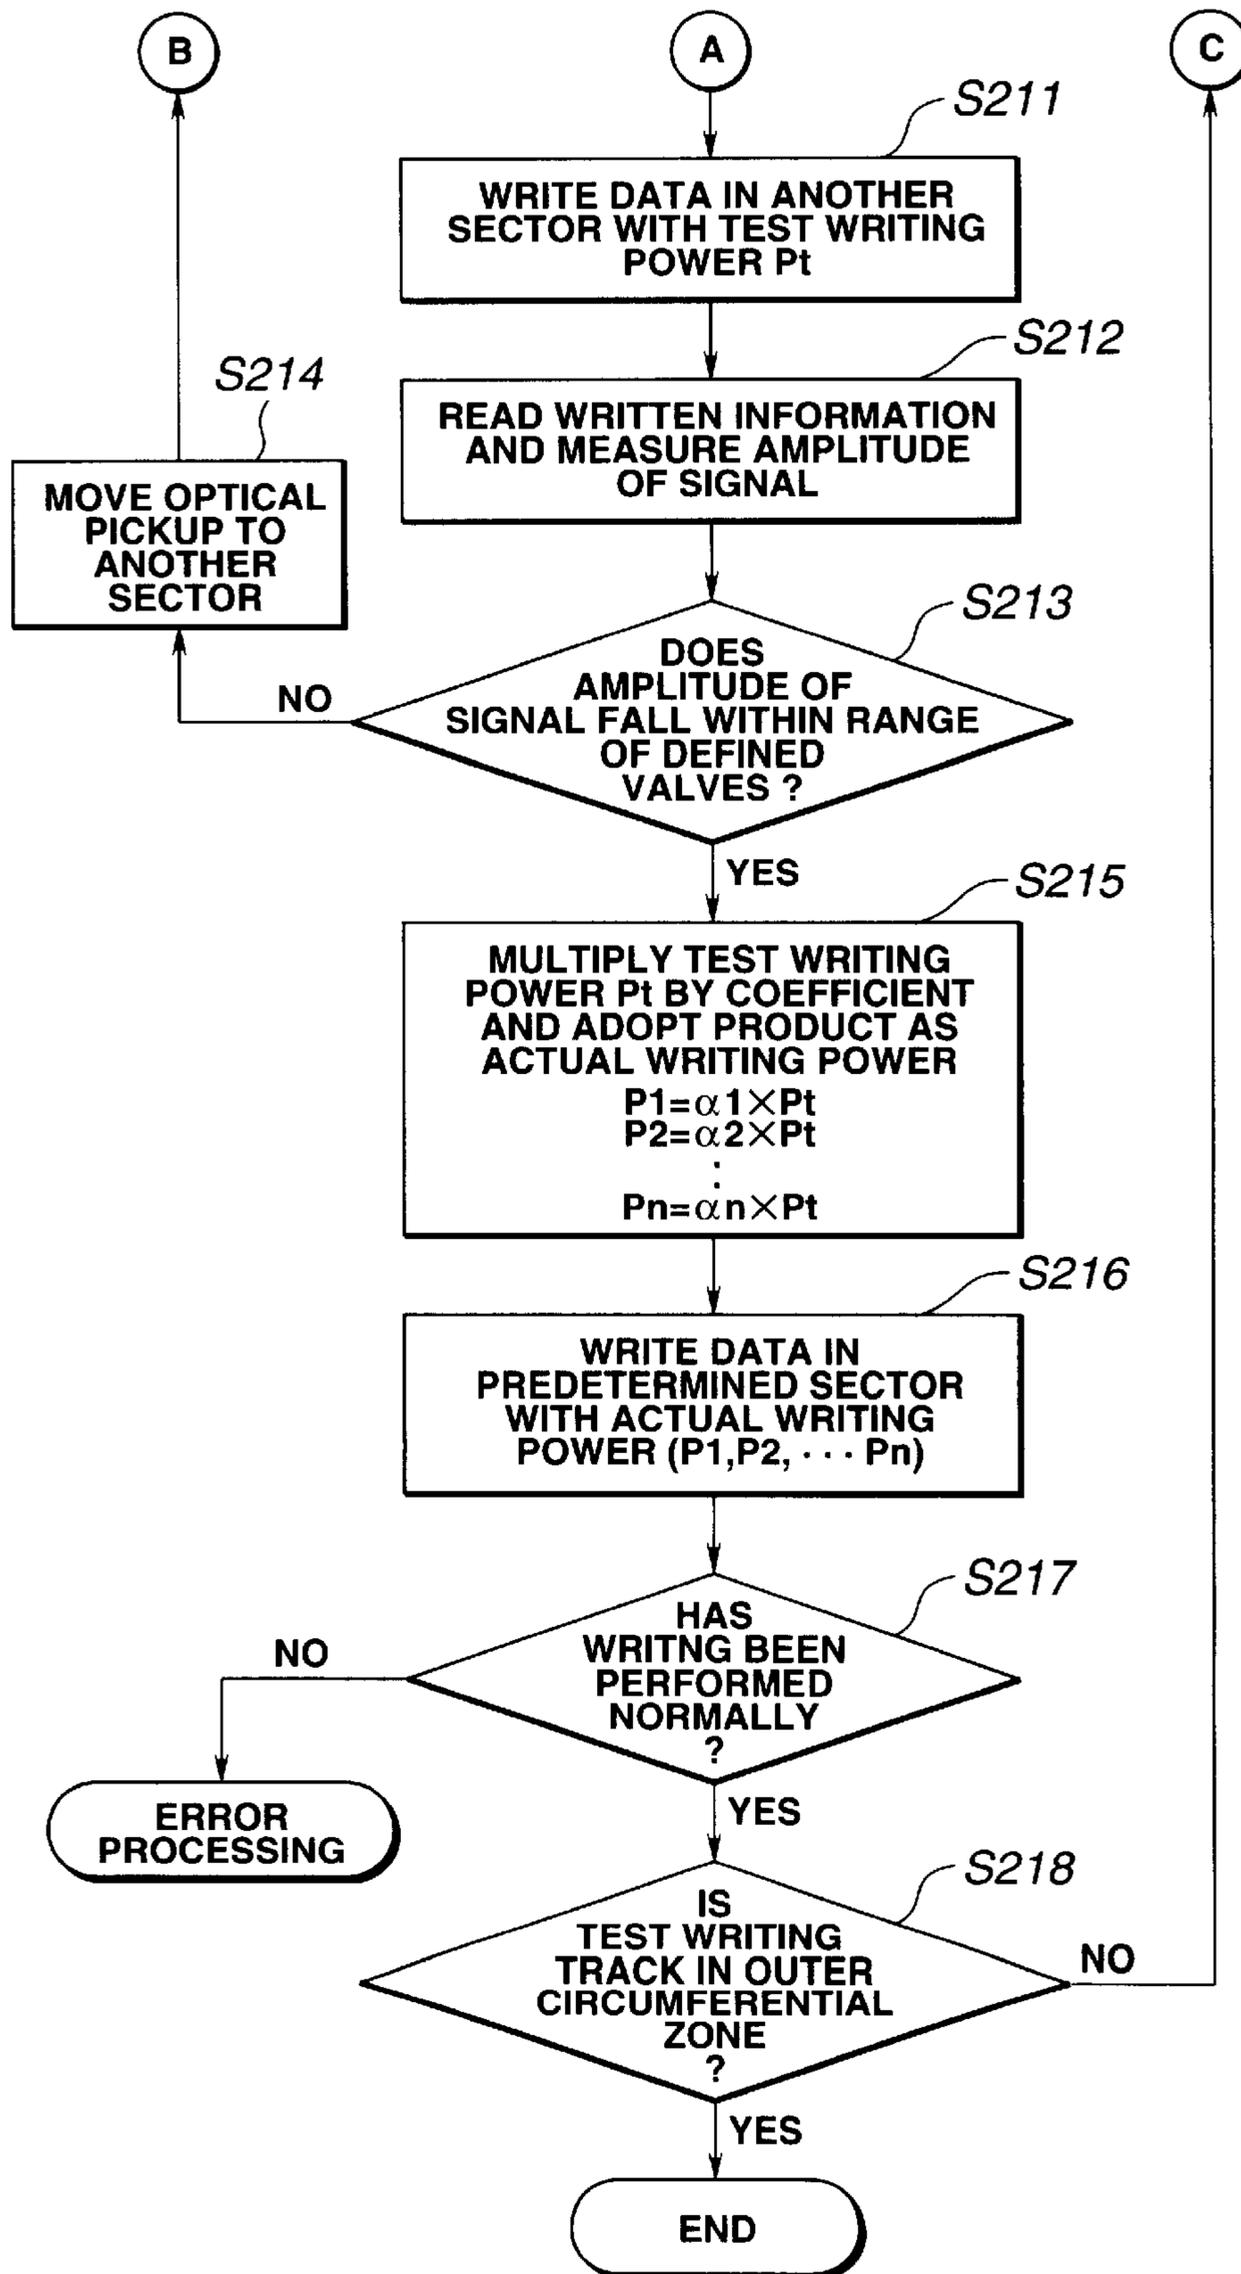 B
A
C
S211
WRITE DATA IN ANOTHER
SECTOR WITH TEST WRITING
POWER Pt
S212
READ WRITTEN INFORMATION
AND MEASURE AMPLITUDE
OF SIGNAL
S214
MOVE OPTICAL
PICKUP TO
ANOTHER
SECTOR
S213
DOES
AMPLITUDE OF
SIGNAL FALL WITHIN RANGE
OF DEFINED
VALVES ?
NO
YES
S215
MULTIPLY TEST WRITING
POWER Pt BY COEFFICIENT
AND ADOPT PRODUCT AS
ACTUAL WRITING POWER
P1=α1×Pt
P2=α2×Pt
:
Pn=αn×Pt
S216
WRITE DATA IN
PREDETERMINED SECTOR
WITH ACTUAL WRITING
POWER (P1,P2, ··· Pn)
S217
HAS
WRITNG BEEN
PERFORMED
NORMALLY
?
NO
ERROR
PROCESSING
YES
S218
IS
TEST WRITING
TRACK IN OUTER
CIRCUMFERENTIAL
ZONE
?
NO
YES
END